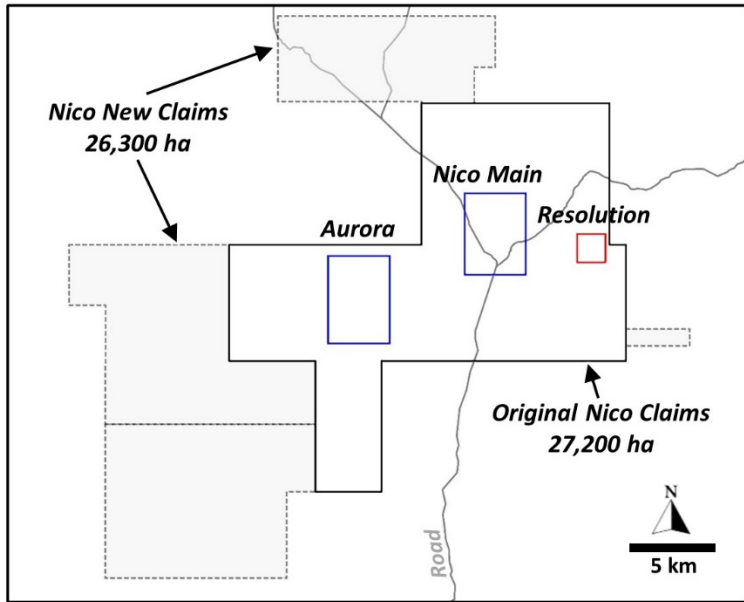 Nico New Claims
26,300 ha
Nico Main
Resolution
Aurora
Original Nico Claims
27,200 ha
Road
N
5 km